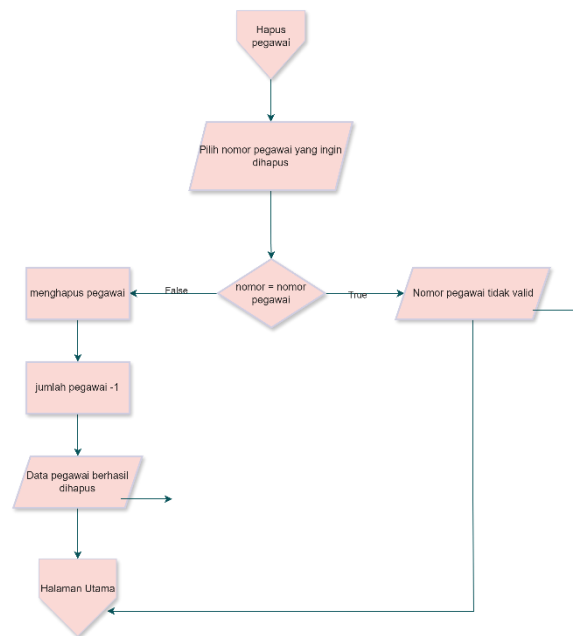 Hapus
pegawai
Pilih nomor pegawai yang ingin
dihapus
nomor = nomor
pegawai
False
True
menghapus pegawai
Nomor pegawai tidak valid
jumlah pegawai -1
Data pegawai berhasil
dihapus
Halaman Utama